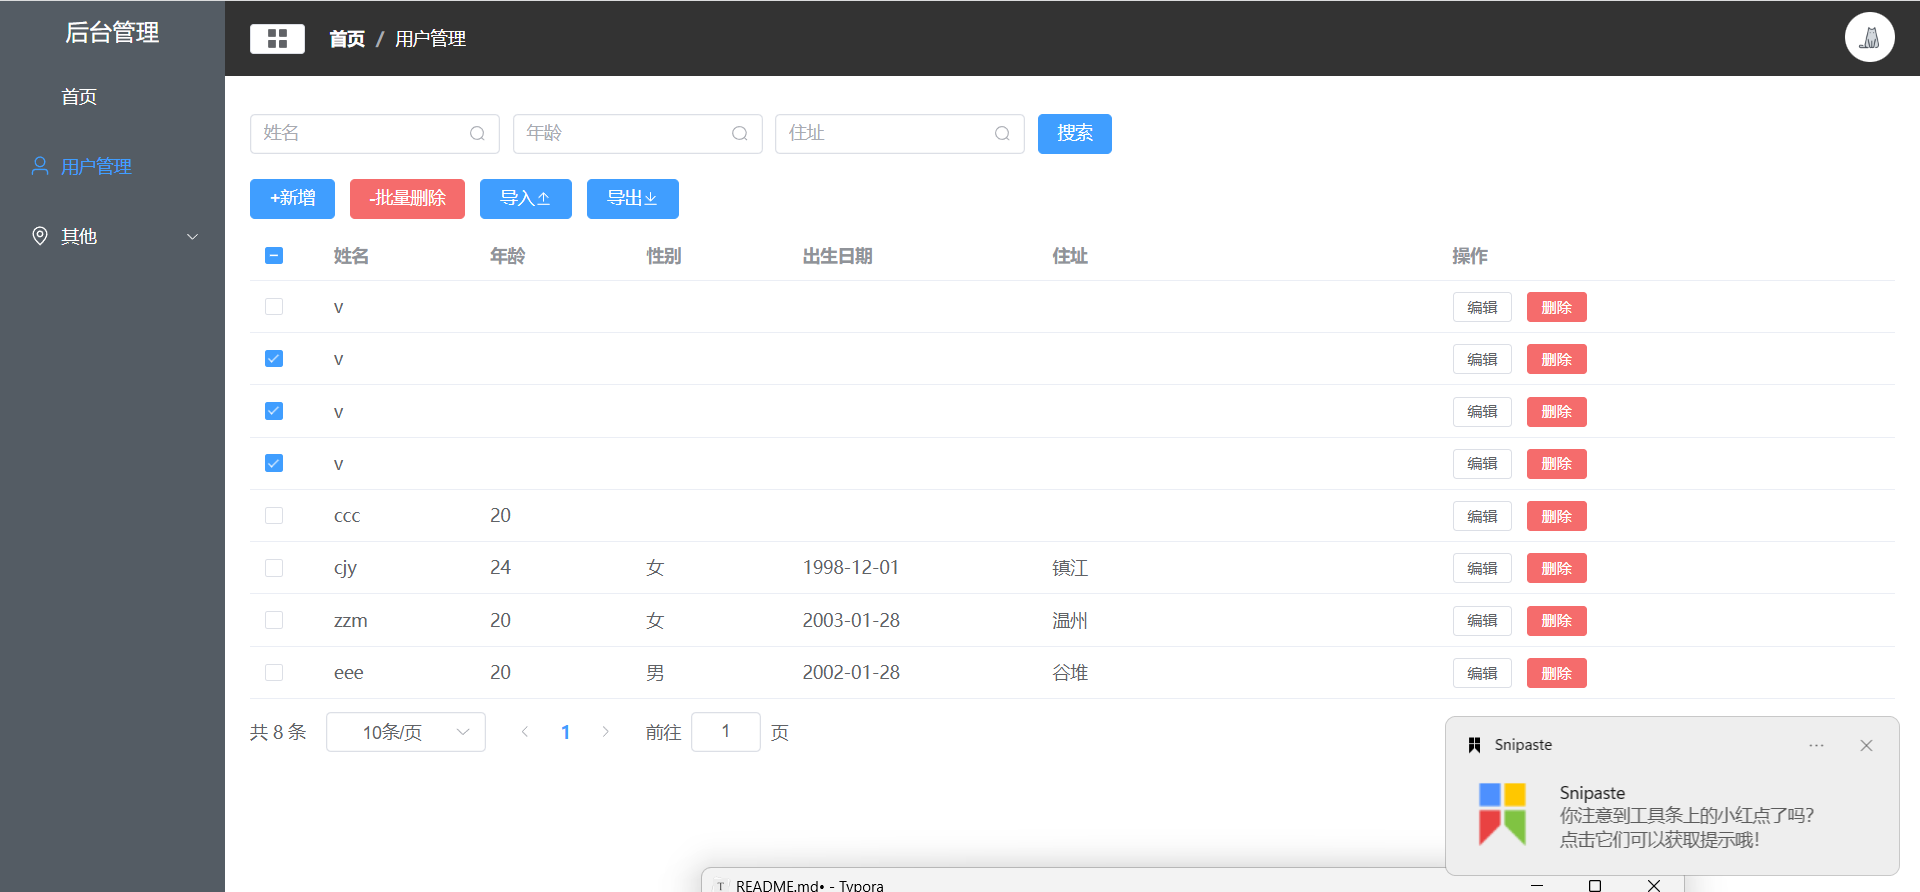 后台管理
首页
用户管理
其他
首页 / 用户管理
姓名 年龄 住址 搜索
+新增 -批量删除 导入 导出
姓名 年龄 性别 出生日期 住址 操作
v 编辑 删除
v 编辑 删除
v 编辑 删除
v 编辑 删除
ccc 20 编辑 删除
cjy 24 女 1998-12-01 镇江 编辑 删除
zzm 20 女 2003-01-28 温州 编辑 删除
eee 20 男 2002-01-28 谷堆 编辑 删除
共 8 条 10条/页 1 前往 1 页
Snipaste
Snipaste
你注意到工具条上的小红点了吗?
点击它们可以获取提示哦!
T README.md• - Typora